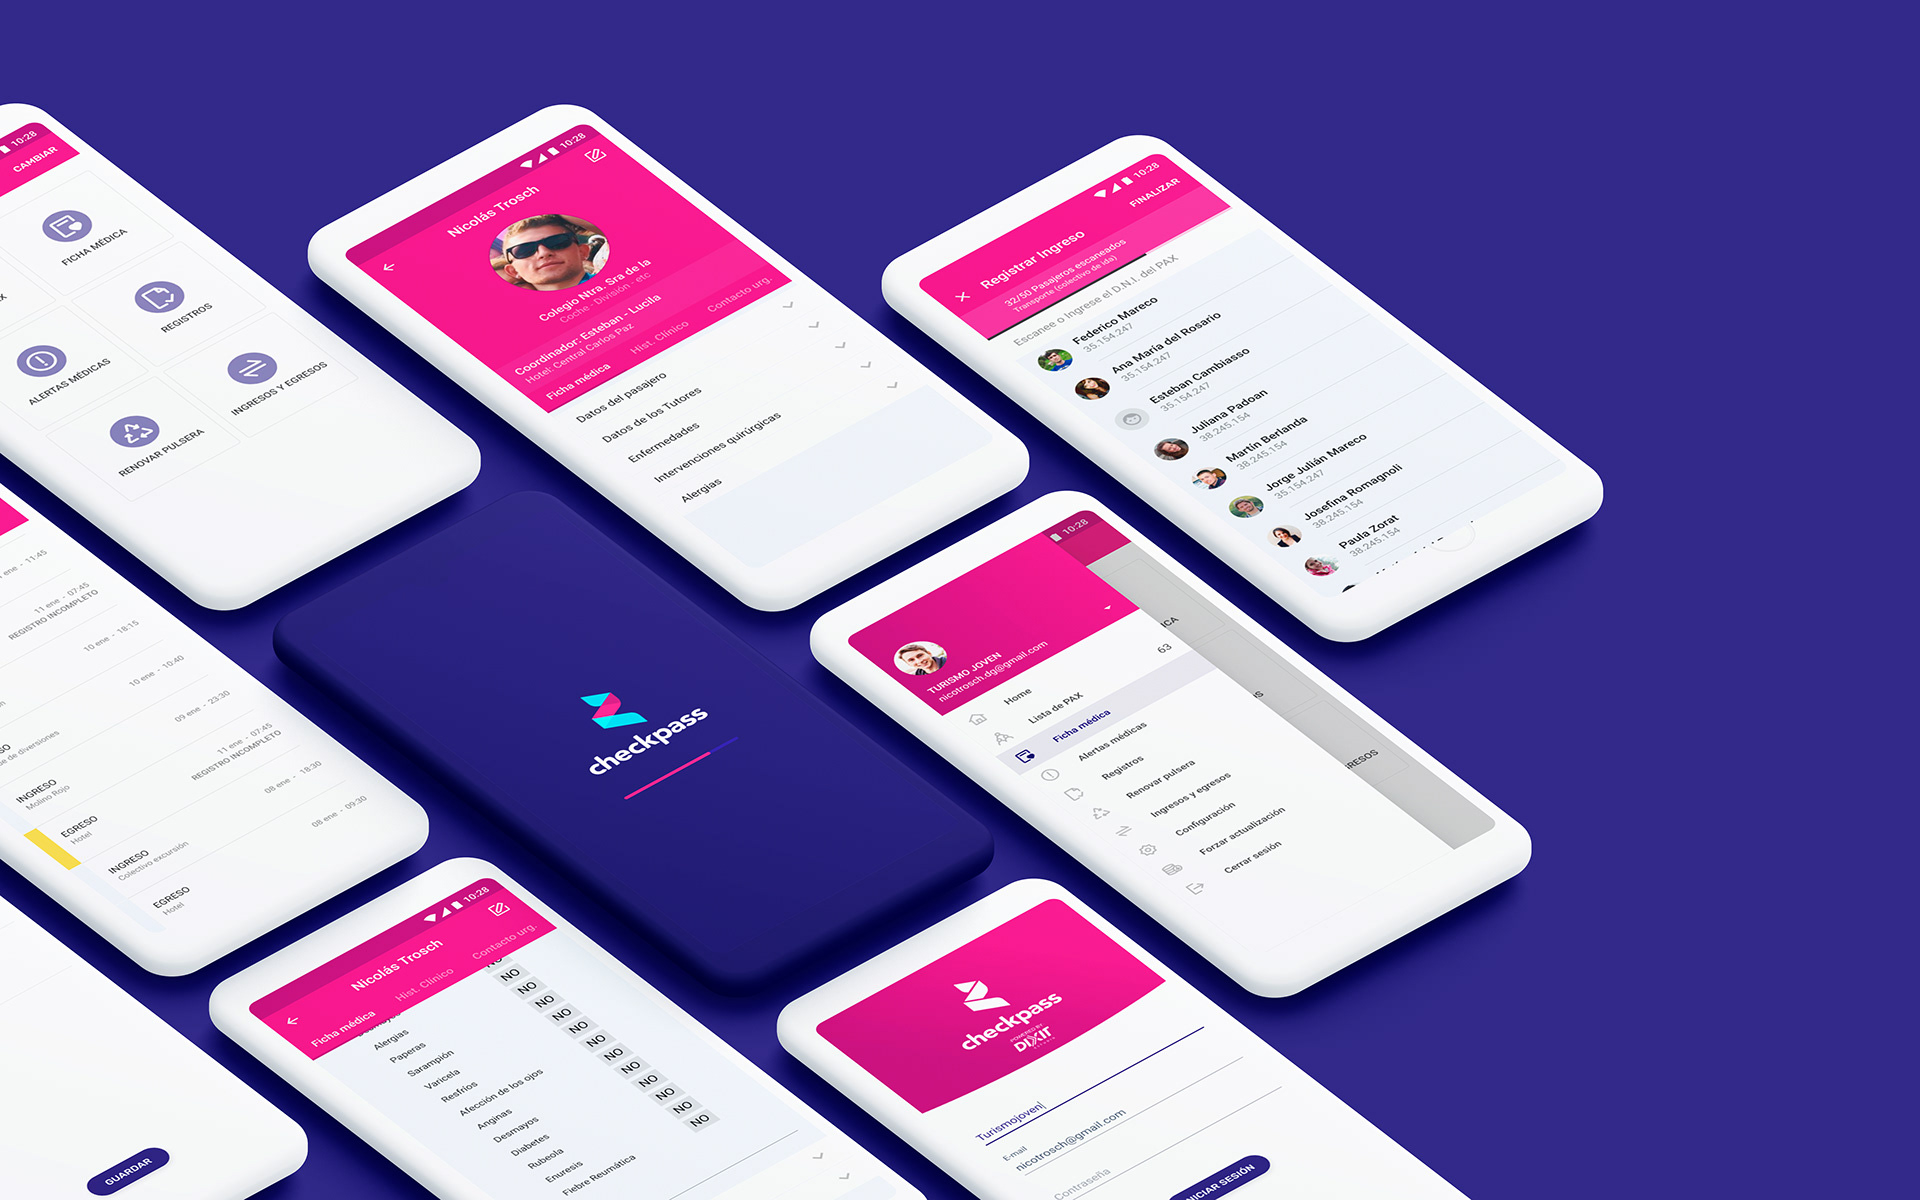 10:28
CAMBIAR
FICHA MÉDICA
REGISTROS
ALERTAS MÉDICAS
INGRESOS Y EGRESOS
RENOVAR PULSERA
10:28
Nicolás Trosch
Colegio Ntra. Sra de la
Coche - División - etc
Coordinador: Esteban - Lucila
Hotel: Central Carlos Paz
Ficha médica
Hist. Clínico
Contacto urg.
Datos del pasajero
Datos de los Tutores
Enfermedades
Intervenciones quirúrgicas
Alergias
10:28
FINALIZAR
Registrar Ingreso
32/50 Pasajeros escaneados
Transporte (colectivo de ida)
Escanee o Ingrese el D.N.I. del PAX
Federico Mareco
35.154.247
Ana María del Rosario
35.154.247
Esteban Cambiasso
35.154.247
Juliana Padoan
38.245.154
Martín Berlanda
38.245.154
Jorge Julián Mareco
35.154.247
Josefina Romagnoli
38.245.154
Paula Zorat
38.245.154
ene - 11:45
11 ene - 07:45
REGISTRO INCOMPLETO
10 ene - 18:15
10 ene - 10:40
09 ene - 23:30
de diversiones
11 ene - 07:45
REGISTRO INCOMPLETO
INGRESO
Molino Rojo
08 ene - 18:30
EGRESO
Hotel
08 ene - 09:30
INGRESO
Colectivo excursión
EGRESO
Hotel
checkpass
10:28
TURISMO JOVEN
nicotrosch.dg@gmail.com
Home
63
Lista de PAX
Ficha médica
Alertas médicas
Registros
Renovar pulsera
Ingresos y egresos
Configuración
Forzar actualización
Cerrar sesión
ICA
OS
RESOS
GUARDAR
10:28
Nicolás Trosch
Ficha médica
Hist. Clínico
Contacto urg.
NO
Alergias
NO
Paperas
NO
Sarampión
NO
Varicela
NO
Resfríos
NO
Afección de los ojos
NO
Anginas
NO
Desmayos
NO
Diabetes
NO
Rubeola
NO
Enuresis
Fiebre Reumática
checkpass
POWERED BY
DIXIT
Turismojoven
E-mail
nicotrosch@gmail.com
Contraseña
INICIAR SESIÓN